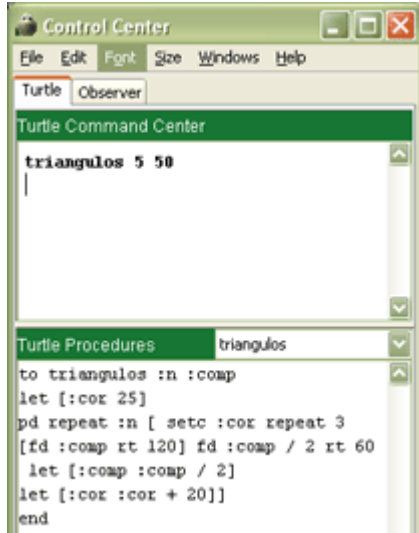 Control Center
File Edit Font Size Windows Help
Turtle Observer
Turtle Command Center
triangulos 5 50
Turtle Procedures triangulos
to triangulos :n :comp
let [:cor 25]
pd repeat :n [ setc :cor repeat 3
[fd :comp rt 120] fd :comp / 2 rt 60
let [:comp :comp / 2]
let [:cor :cor + 20]]
end